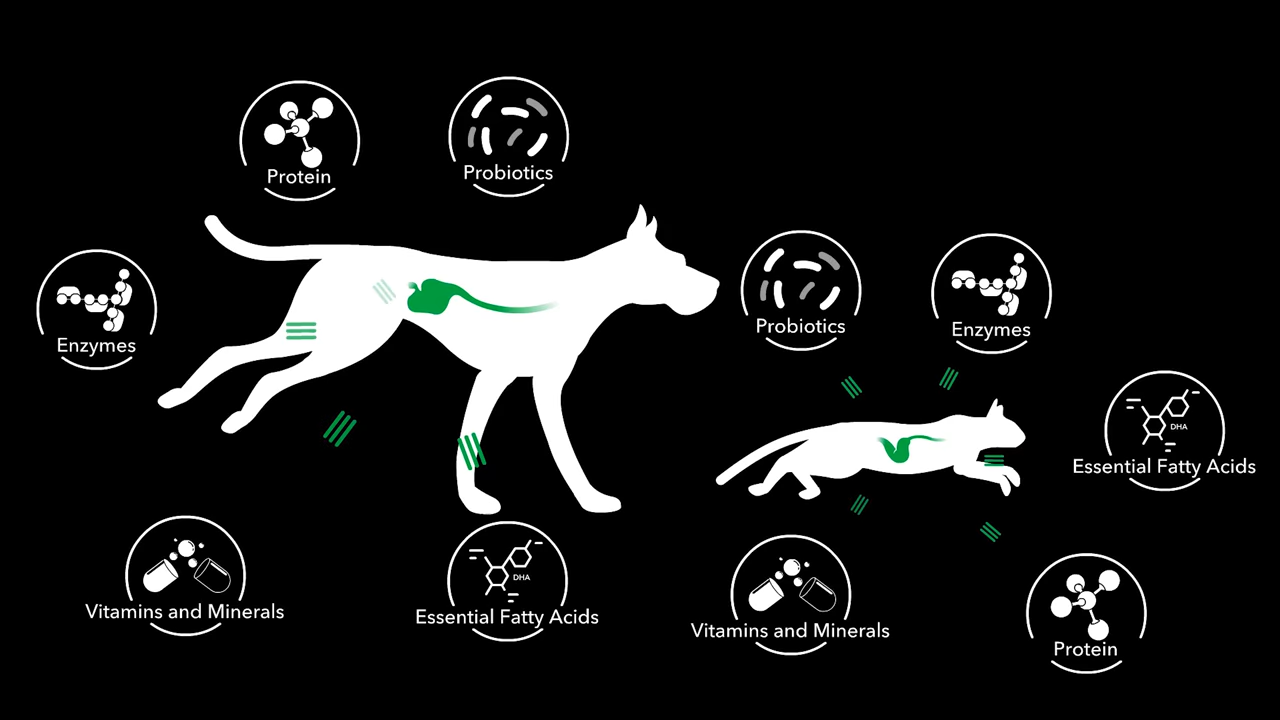 Protein
Probiotics
Enzymes
Vitamins and Minerals
DHA
Essential Fatty Acids
Probiotics
Enzymes
DHA
Essential Fatty Acids
Vitamins and Minerals
Protein